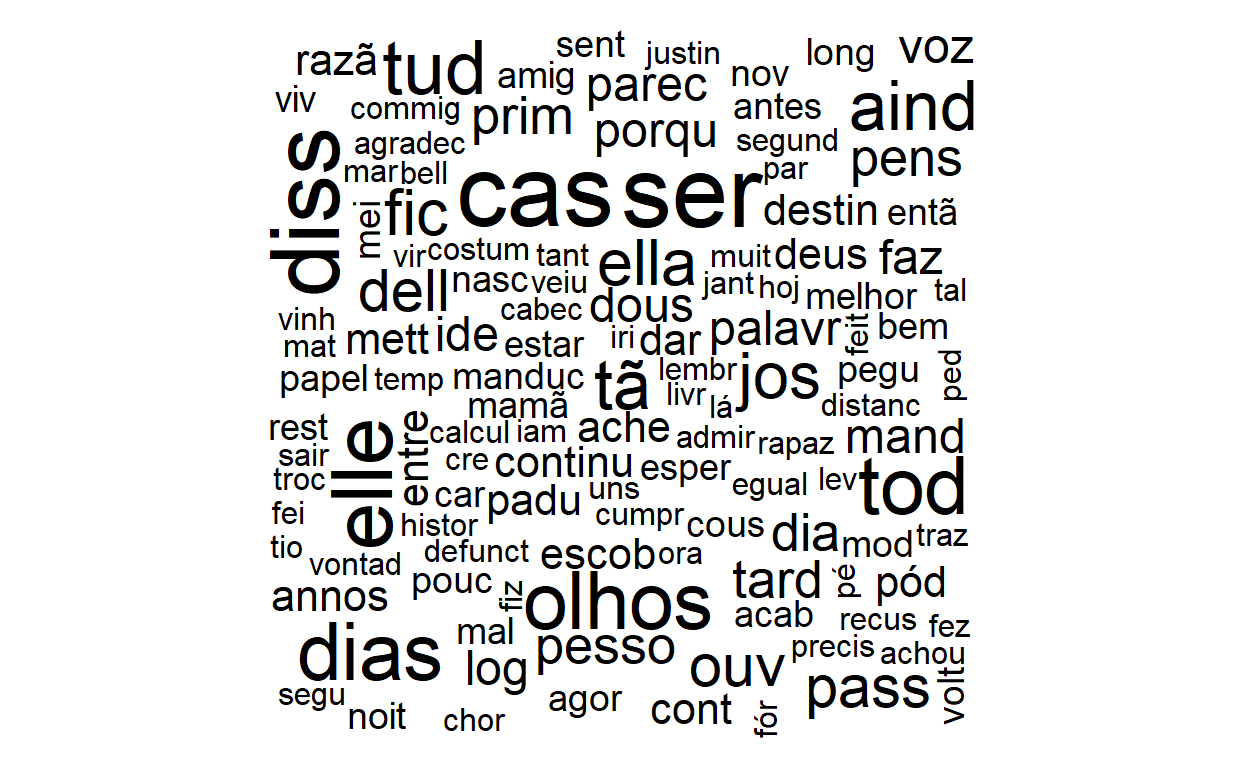 razã tud sent justin long voz
viv commig amig parec nov antes aind
agradec prim porqu segund pens
diss mar bell cas ser par
mei fic destin entã
vir costum tant ella muit deus faz
dell nasc veiu cabec dous jant hoj melhor tal
vinh mat mett ide estar iri dar palavr feit bem
papel temp manduc tã lembr jos pegu ped
mamã livr lá distanc
rest elle entre calcul iam ache admir rapaz mand
sair troc cre continu esper egual lev tod
fei car padu uns cumpr cous
histor dia mod traz
tio vontad defunct escob ora
annos pouc fiz olhos tard pé pód
acab recus fez
dias mal pesso precis achou
log ouv pass volt
segu noit chor agor cont fór